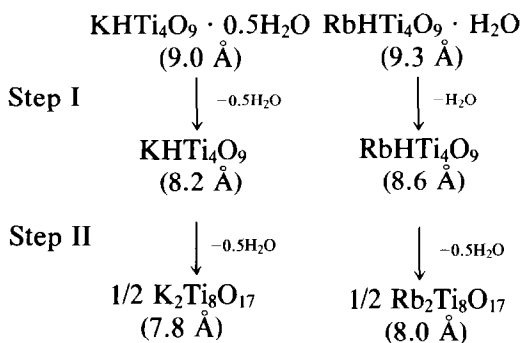 KHTi₄O₉ · 0.5H₂O RbHTi₄O₉ · H₂O
(9.0 Å) (9.3 Å)
Step I −0.5H₂O −H₂O
KHTi₄O₉ RbHTi₄O₉
(8.2 Å) (8.6 Å)
Step II −0.5H₂O −0.5H₂O
1/2 K₂Ti₈O₁₇ 1/2 Rb₂Ti₈O₁₇
(7.8 Å) (8.0 Å)